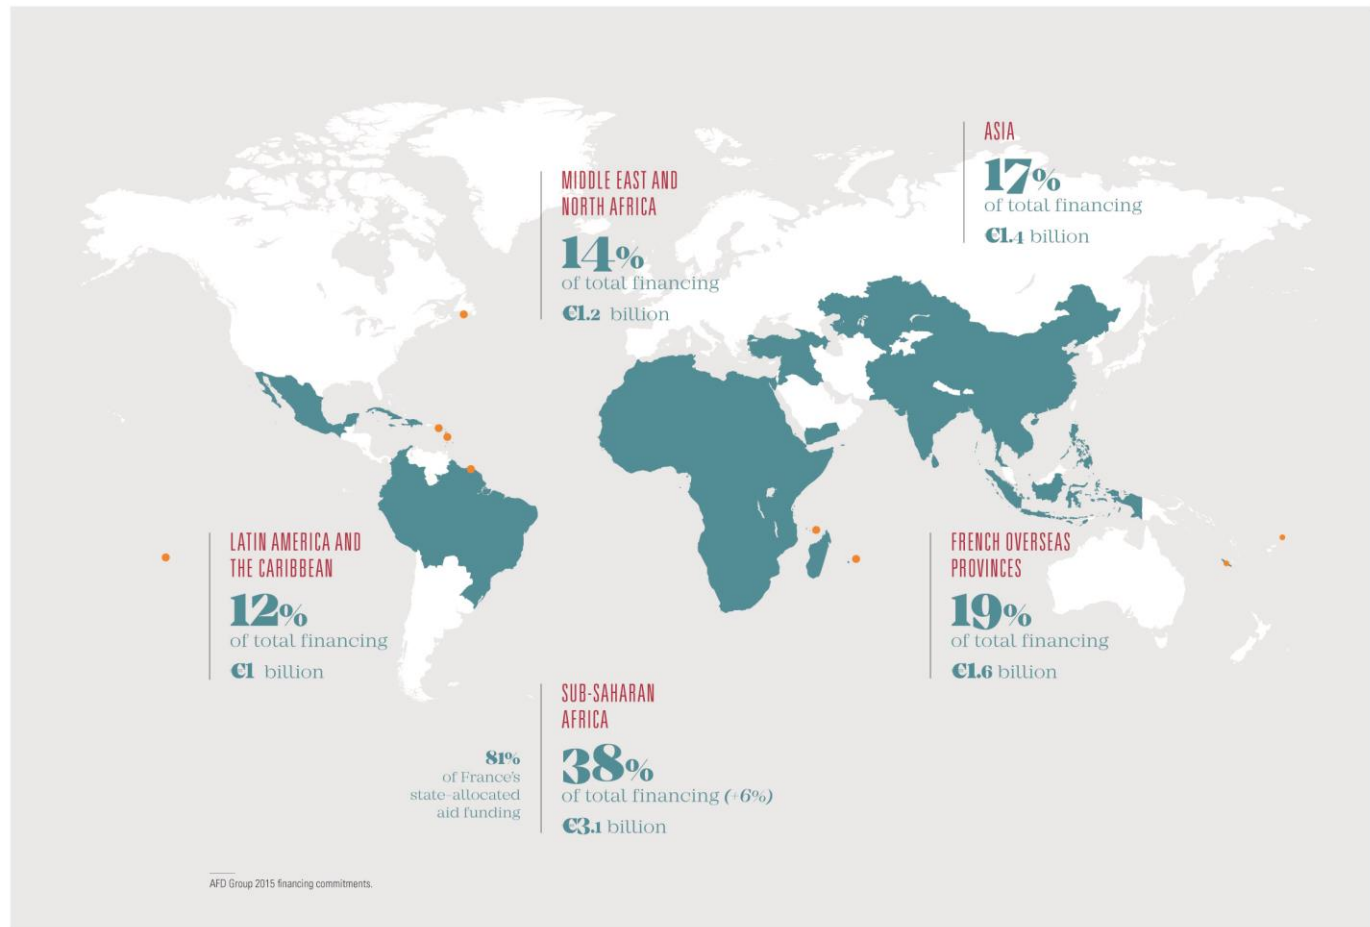 ASIA
17%
of total financing
€1.4 billion
MIDDLE EAST AND
NORTH AFRICA
14%
of total financing
€1.2 billion
LATIN AMERICA AND
THE CARIBBEAN
12%
of total financing
€1 billion
FRENCH OVERSEAS
PROVINCES
19%
of total financing
€1.6 billion
SUB-SAHARAN
AFRICA
38%
of total financing (+6%)
€3.1 billion
81%
of France's
state-allocated
aid funding
AFD Group 2015 financing commitments.